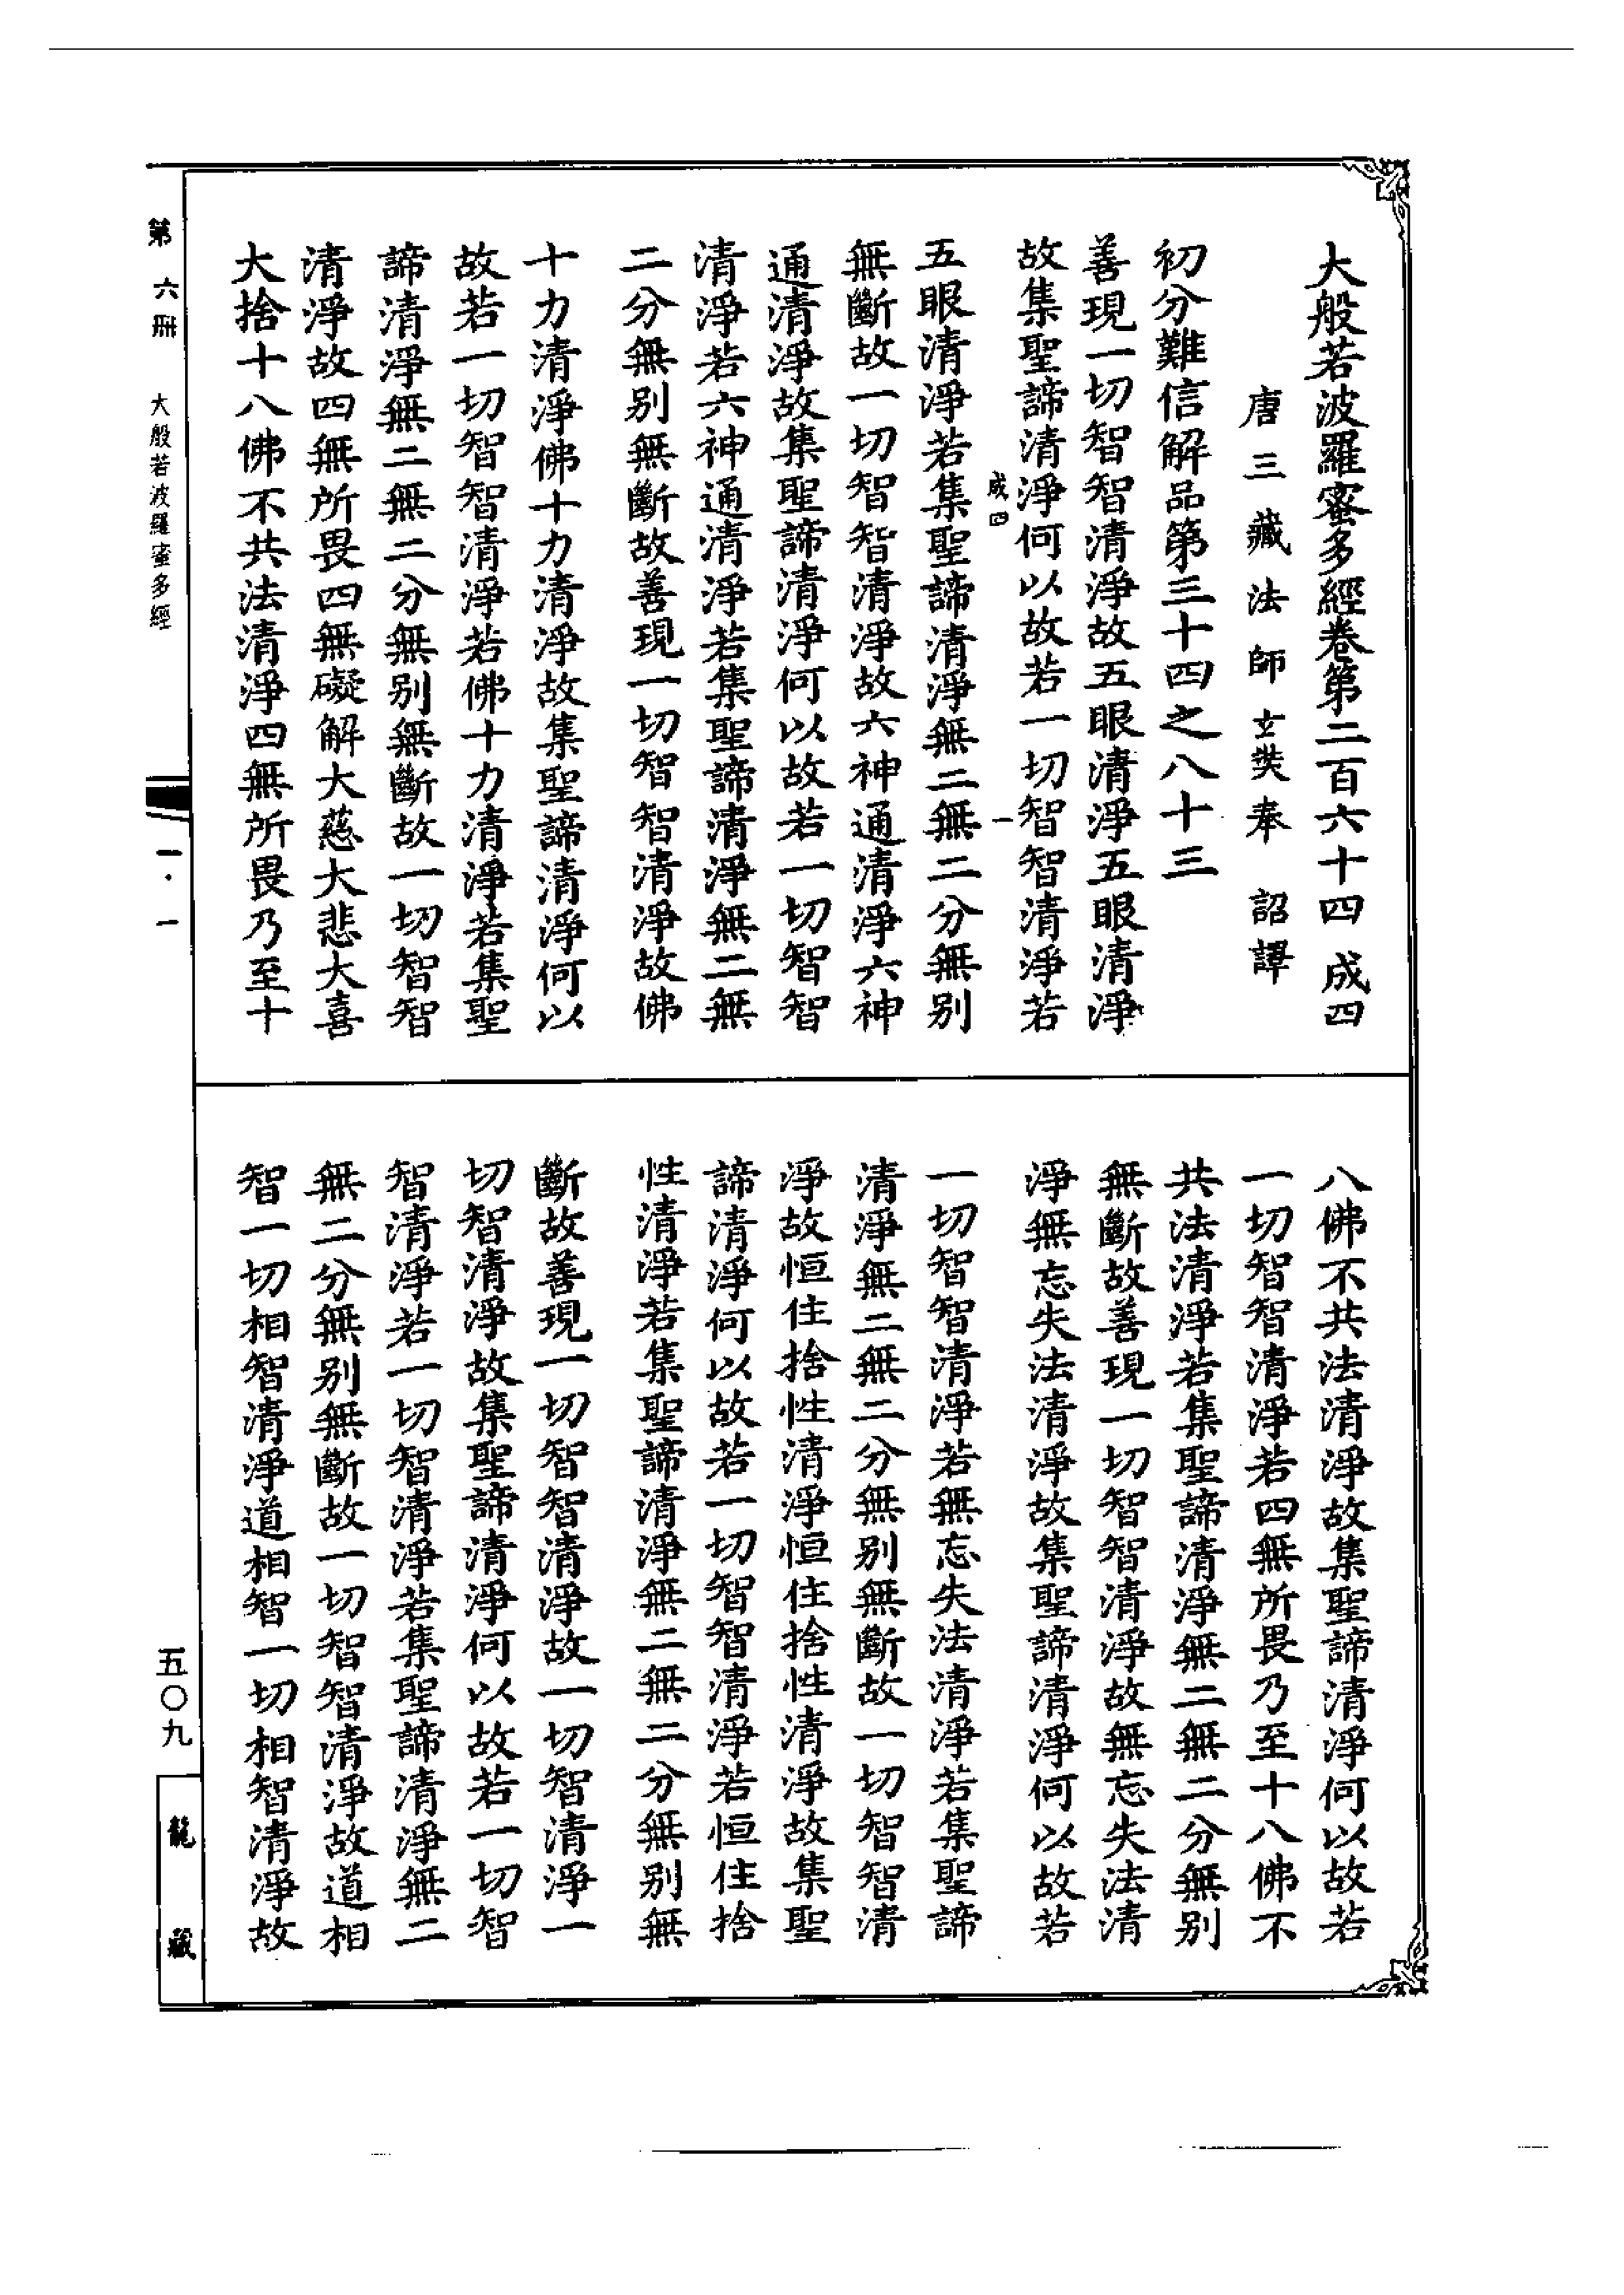 大般若波羅蜜多經卷第二百六十四 成四
唐三藏法師玄奘奉 詔譯
初分難信解品第三十四之八十三
善現一切智智清淨故五眼清淨五眼清淨
故集聖諦清淨何以故若一切智智清淨若
成四 一
五眼清淨若集聖諦清淨無二無二分無別
無斷故一切智智清淨故六神通清淨六神
通清淨故集聖諦清淨何以故若一切智智
清淨若六神通清淨若集聖諦清淨無二無
二分無別無斷故善現一切智智清淨故佛
十力清淨佛十力清淨故集聖諦清淨何以
故若一切智智清淨若佛十力清淨若集聖
諦清淨無二無二分無別無斷故一切智智
清淨故四無所畏四無礙解大慈大悲大喜
大捨十八佛不共法清淨四無所畏乃至十
八佛不共法清淨故集聖諦清淨何以故若
一切智智清淨若四無所畏乃至十八佛不
共法清淨若集聖諦清淨無二無二分無別
無斷故善現一切智智清淨故無忘失法清
淨無忘失法清淨故集聖諦清淨何以故若
一切智智清淨若無忘失法清淨若集聖諦
清淨無二無二分無別無斷故一切智智清
淨故恒住捨性清淨恒住捨性清淨故集聖
諦清淨何以故若一切智智清淨若恒住捨
性清淨若集聖諦清淨無二無二分無別無
斷故善現一切智智清淨故一切智清淨一
切智清淨故集聖諦清淨何以故若一切智
智清淨若一切智清淨若集聖諦清淨無二
無二分無別無斷故一切智智清淨故道相
智一切相智清淨道相智一切相智清淨故
第六冊 大般若波羅蜜多經
一·一
五〇九
龍藏